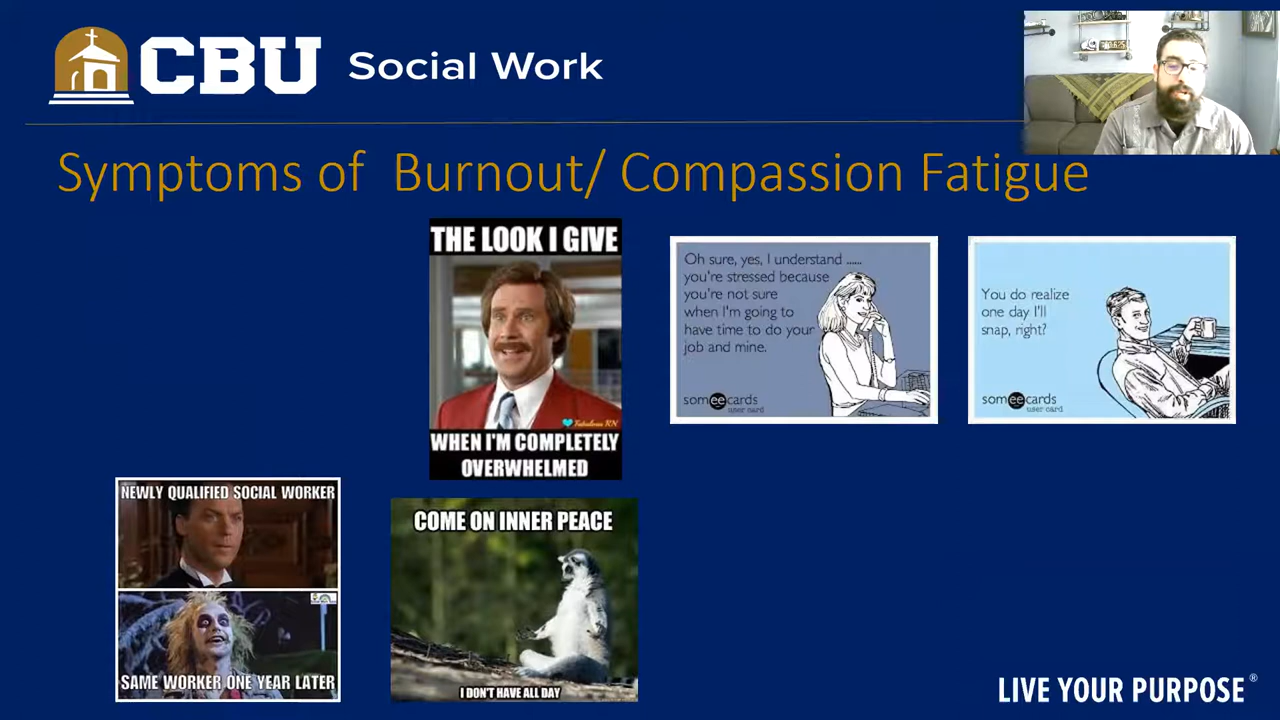 CBU Social Work
Symptoms of Burnout/ Compassion Fatigue
THE LOOK I GIVE
Fabulous RN
WHEN I'M COMPLETELY
OVERWHELMED
Oh sure, yes, I understand ......
you're stressed because
you're not sure
when I'm going to
have time to do your
job and mine.
someecards
user card
You do realize
one day I'll
snap, right?
someecards
user card
NEWLY QUALIFIED SOCIAL WORKER
SAME WORKER ONE YEAR LATER
COME ON INNER PEACE
I DON'T HAVE ALL DAY
LIVE YOUR PURPOSE®